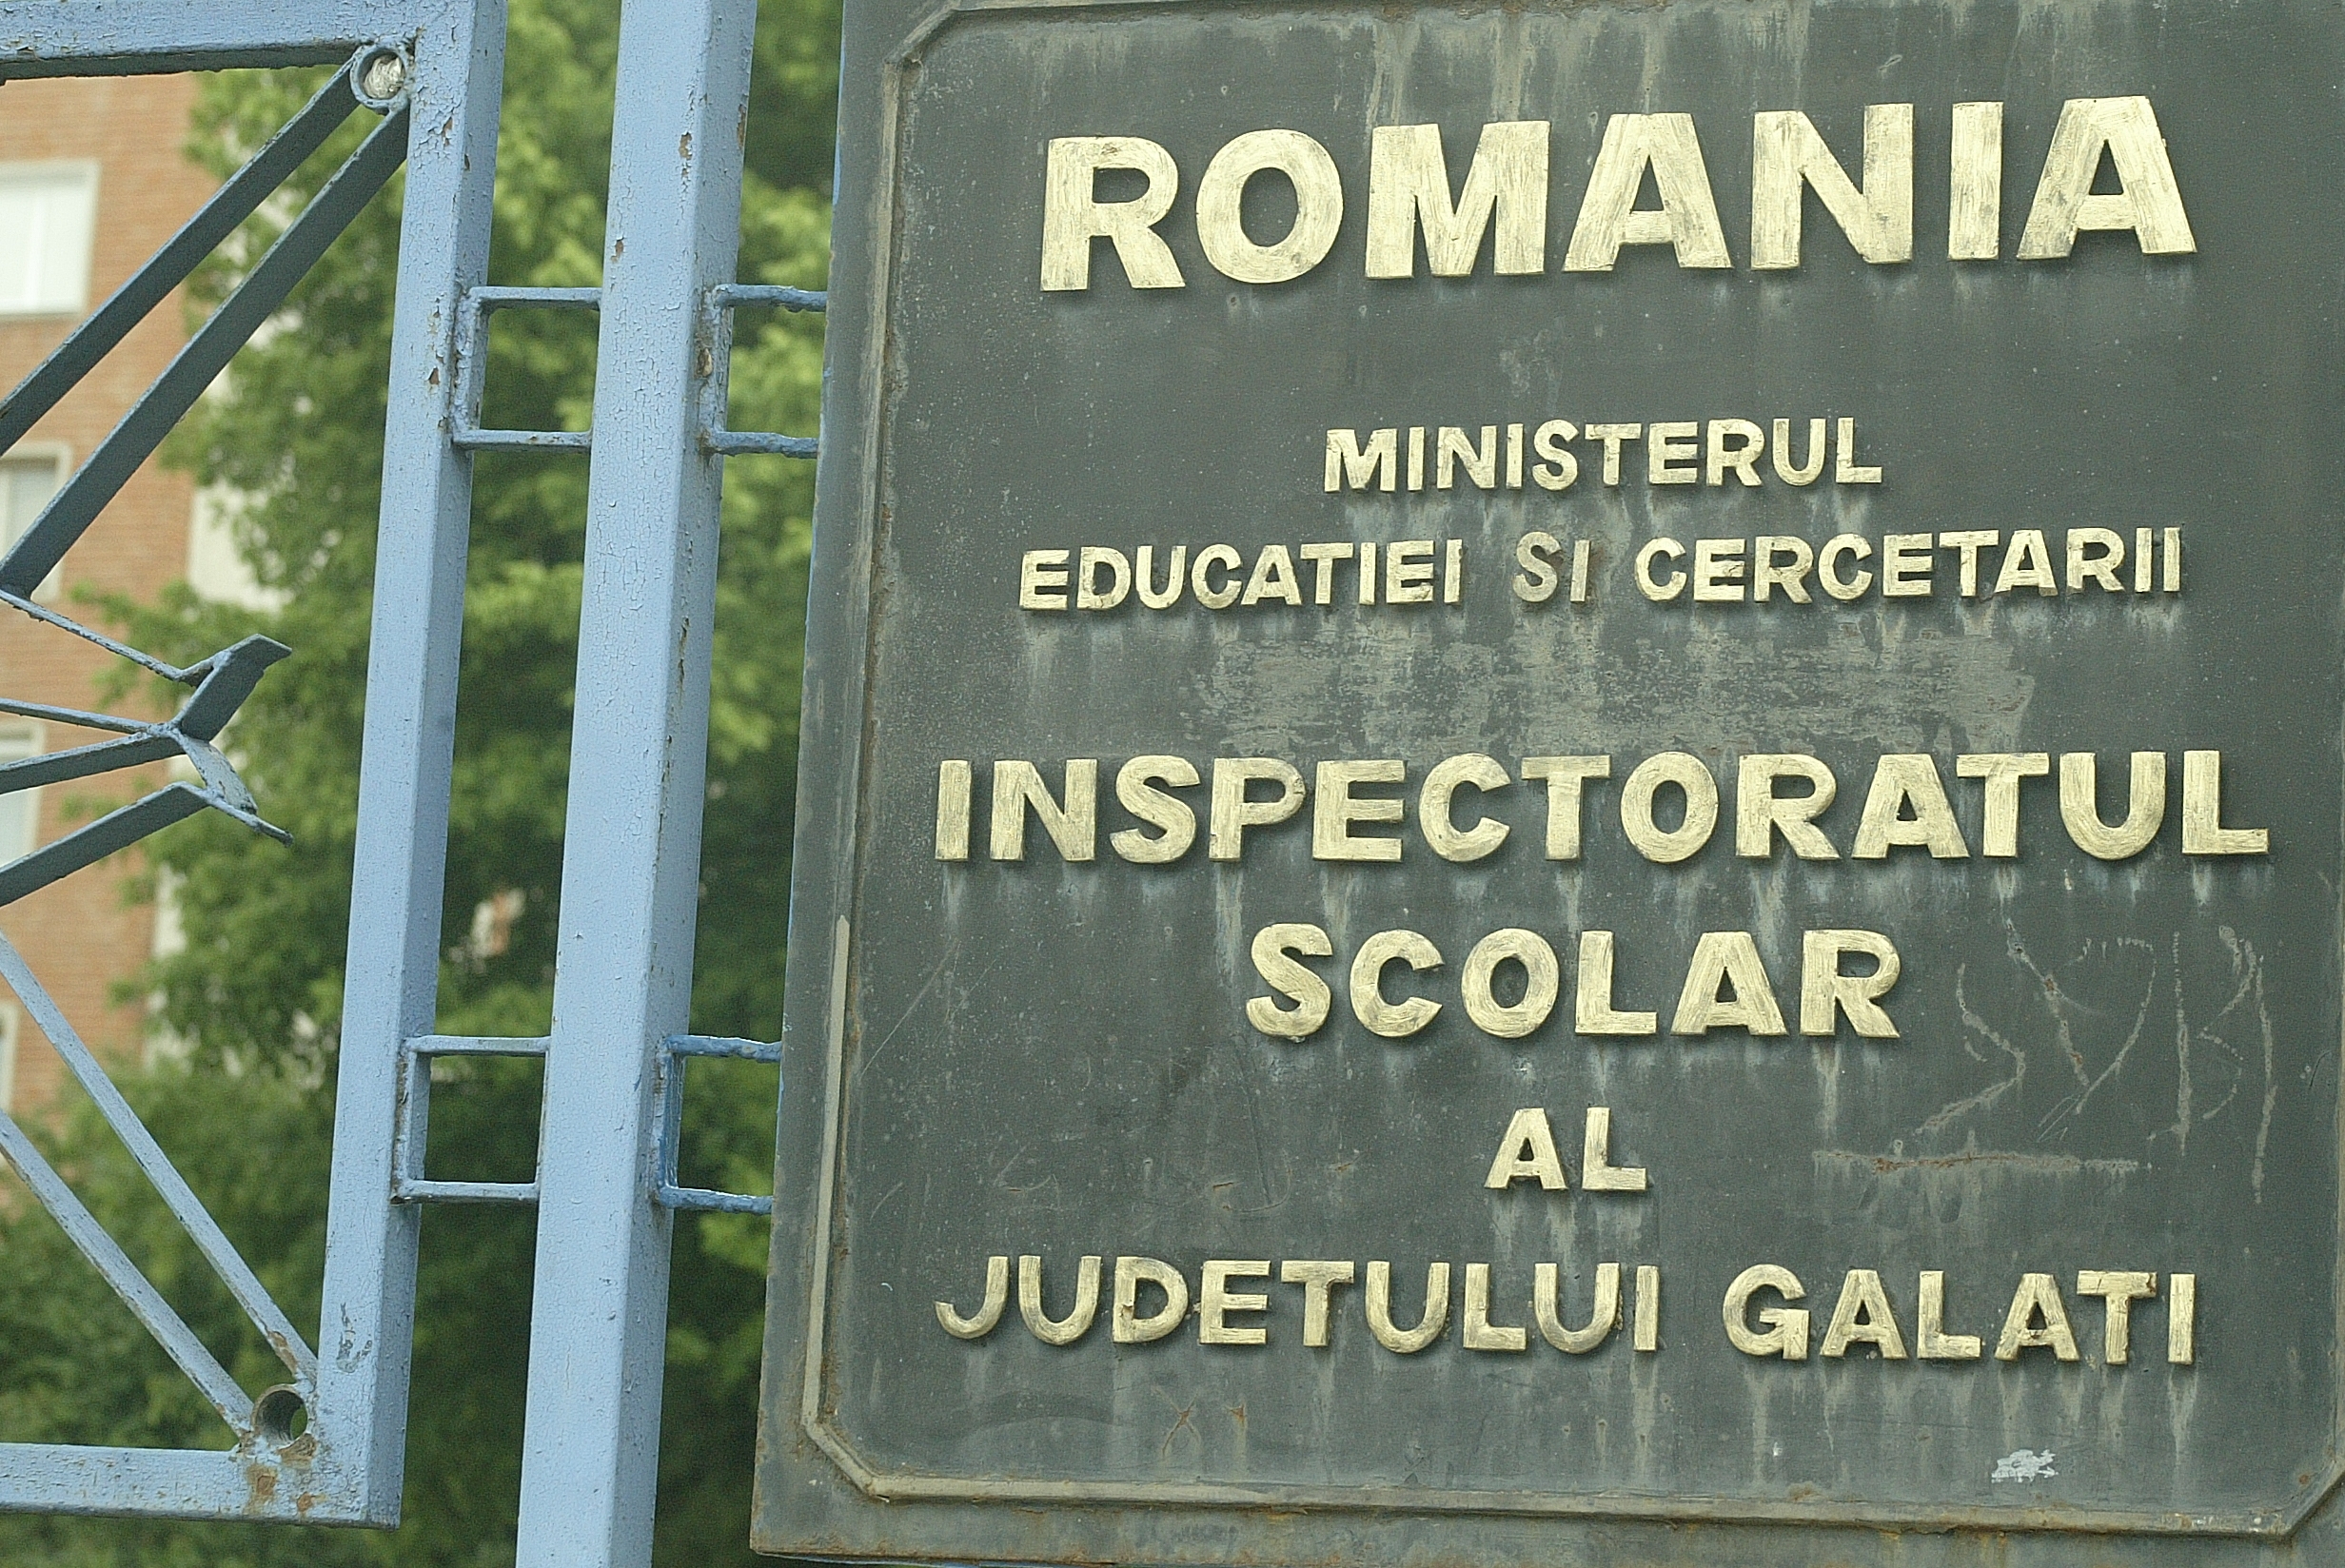 ROMANIA
MINISTERUL
EDUCATIEI SI CERCETARII
INSPECTORATUL
SCOLAR
AL
JUDETULUI GALATI